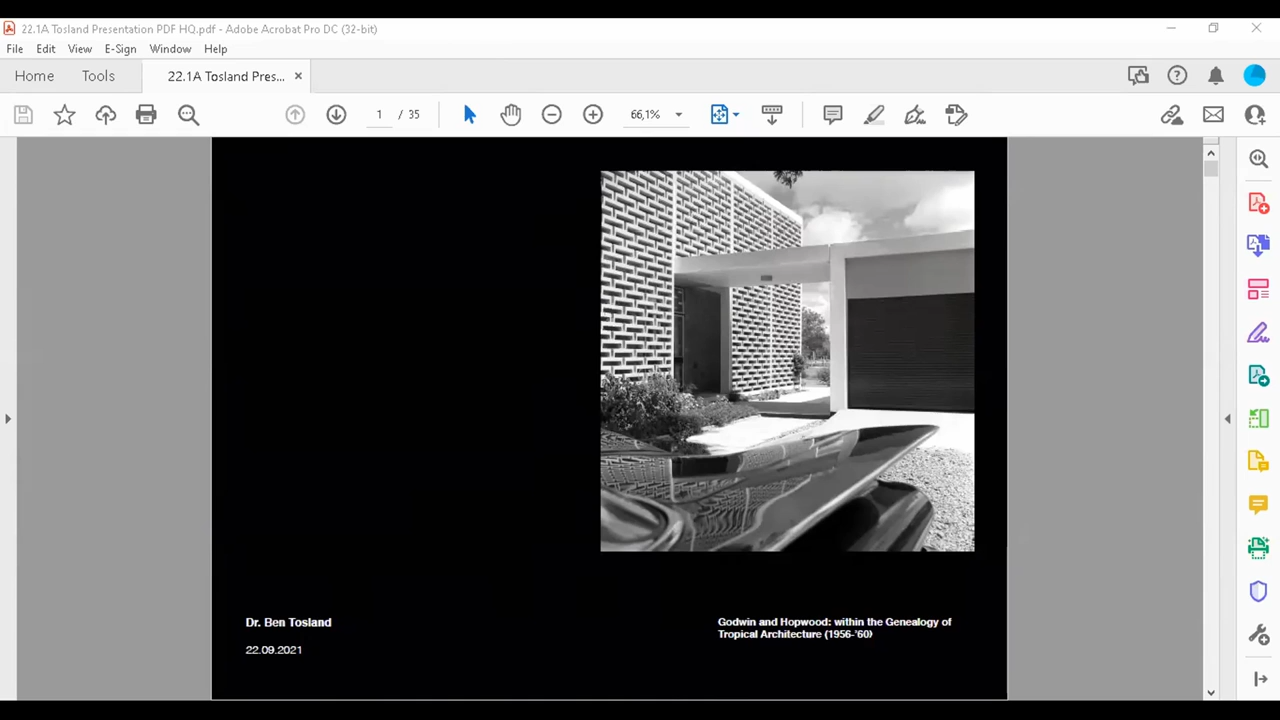 22.1A Tosland Presentation PDF HQ.pdf - Adobe Acrobat Pro DC (32-bit)
File Edit View E-Sign Window Help
Home Tools 22.1A Tosland Pres...
1 / 35 66,1%
Dr. Ben Tosland
22.09.2021
Godwin and Hopwood: within the Genealogy of
Tropical Architecture (1956-'60)